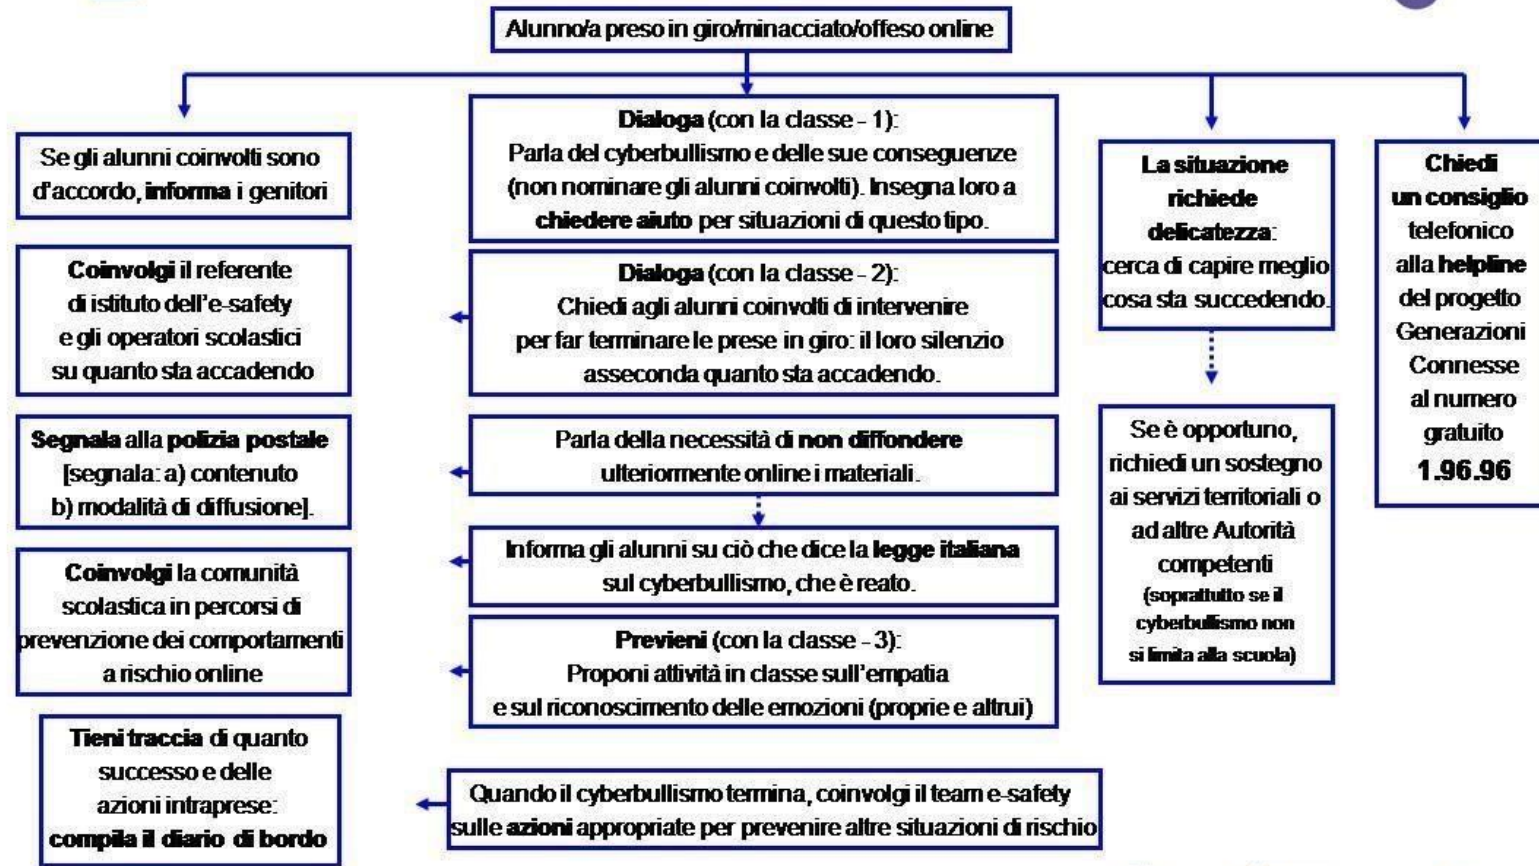 Alunno/a preso in giro/minacciato/offeso online
Se gli alunni coinvolti sono
d'accordo, informa i genitori
Coinvolgi il referente
di istituto dell'e-safety
e gli operatori scolastici
su quanto sta accadendo
Segnala alla polizia postale
[segnala: a) contenuto
b) modalità di diffusione].
Coinvolgi la comunità
scolastica in percorsi di
prevenzione dei comportamenti
a rischio online
Tieni traccia di quanto
successo e delle
azioni intraprese:
compila il diario di bordo
Dialoga (con la classe - 1):
Parla del cyberbullismo e delle sue conseguenze
(non nominare gli alunni coinvolti). Insegna loro a
chiedere aiuto per situazioni di questo tipo.
Dialoga (con la classe - 2):
Chiedi agli alunni coinvolti di intervenire
per far terminare le prese in giro: il loro silenzio
asseconda quanto sta accadendo.
Parla della necessità di non diffondere
ulteriormente online i materiali.
Informa gli alunni su ciò che dice la legge italiana
sul cyberbullismo, che è reato.
Previeni (con la classe - 3):
Proponi attività in classe sull'empatia
e sul riconoscimento delle emozioni (proprie e altrui)
Quando il cyberbullismo termina, coinvolgi il team e-safety
sulle azioni appropriate per prevenire altre situazioni di rischio
La situazione
richiede
delicatezza:
cerca di capire meglio
cosa sta succedendo.
Se è opportuno,
richiedi un sostegno
ai servizi territoriali o
ad altre Autorità
competenti
(soprattutto se il
cyberbullismo non
si limita alla scuola)
Chiedi
un consiglio
telefonico
alla helpline
del progetto
Generazioni
Connesse
al numero
gratuito
1.96.96